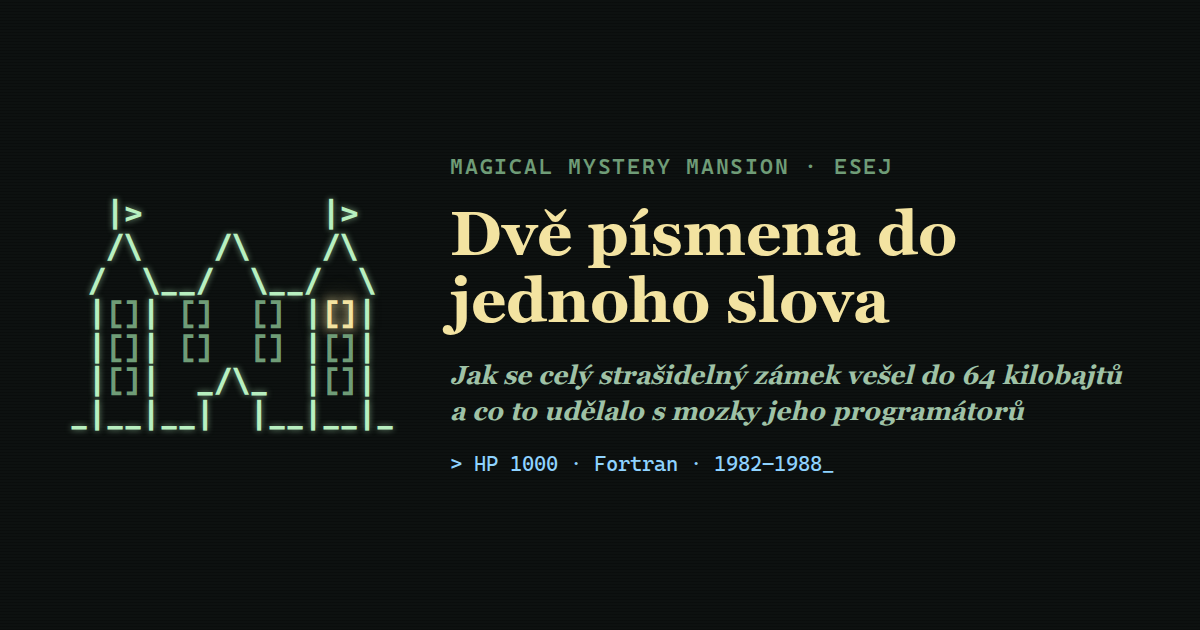 MAGICAL MYSTERY MANSION · ESEJ
Dvě písmena do
jednoho slova
Jak se celý strašidelný zámek vešel do 64 kilobajtů
a co to udělalo s mozky jeho programátorů
> HP 1000 · Fortran · 1982–1988_